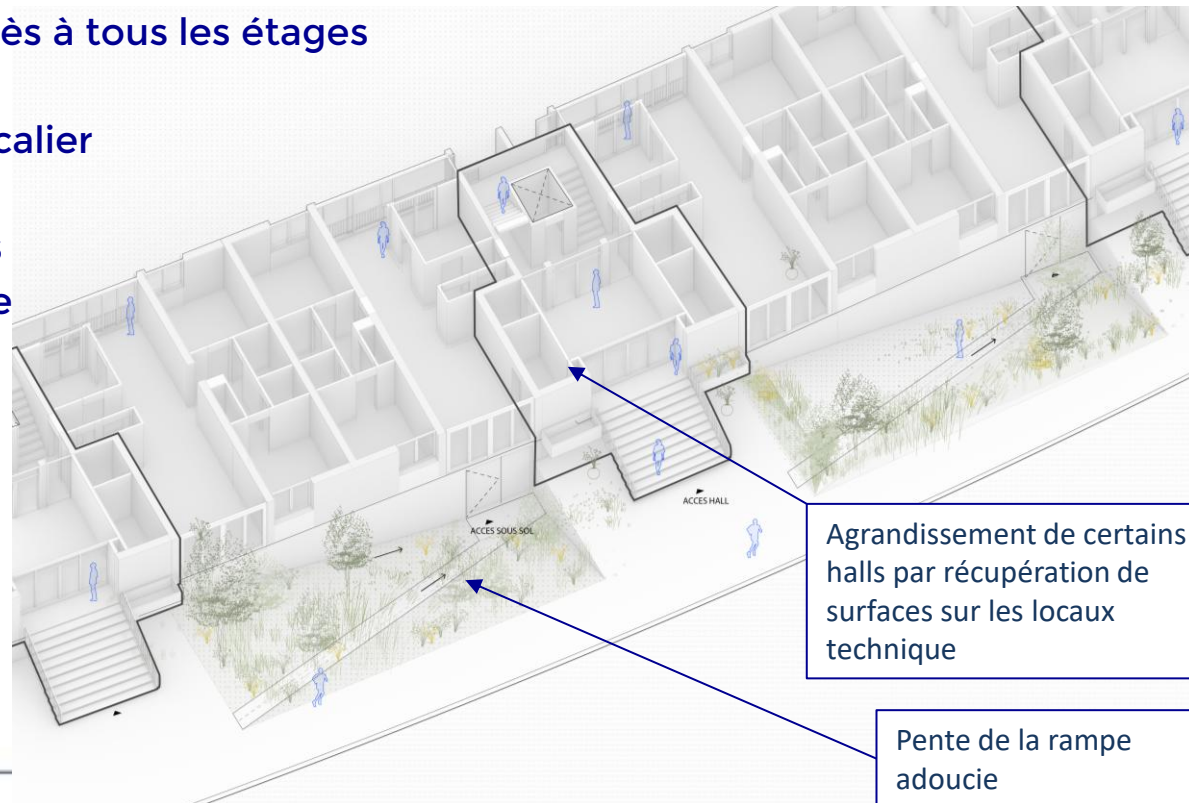 ès à tous les étages
calier
s
e
ACCES SOUS SOL
ACCES HALL
Agrandissement de certains
halls par récupération de
surfaces sur les locaux
technique
Pente de la rampe
adoucie